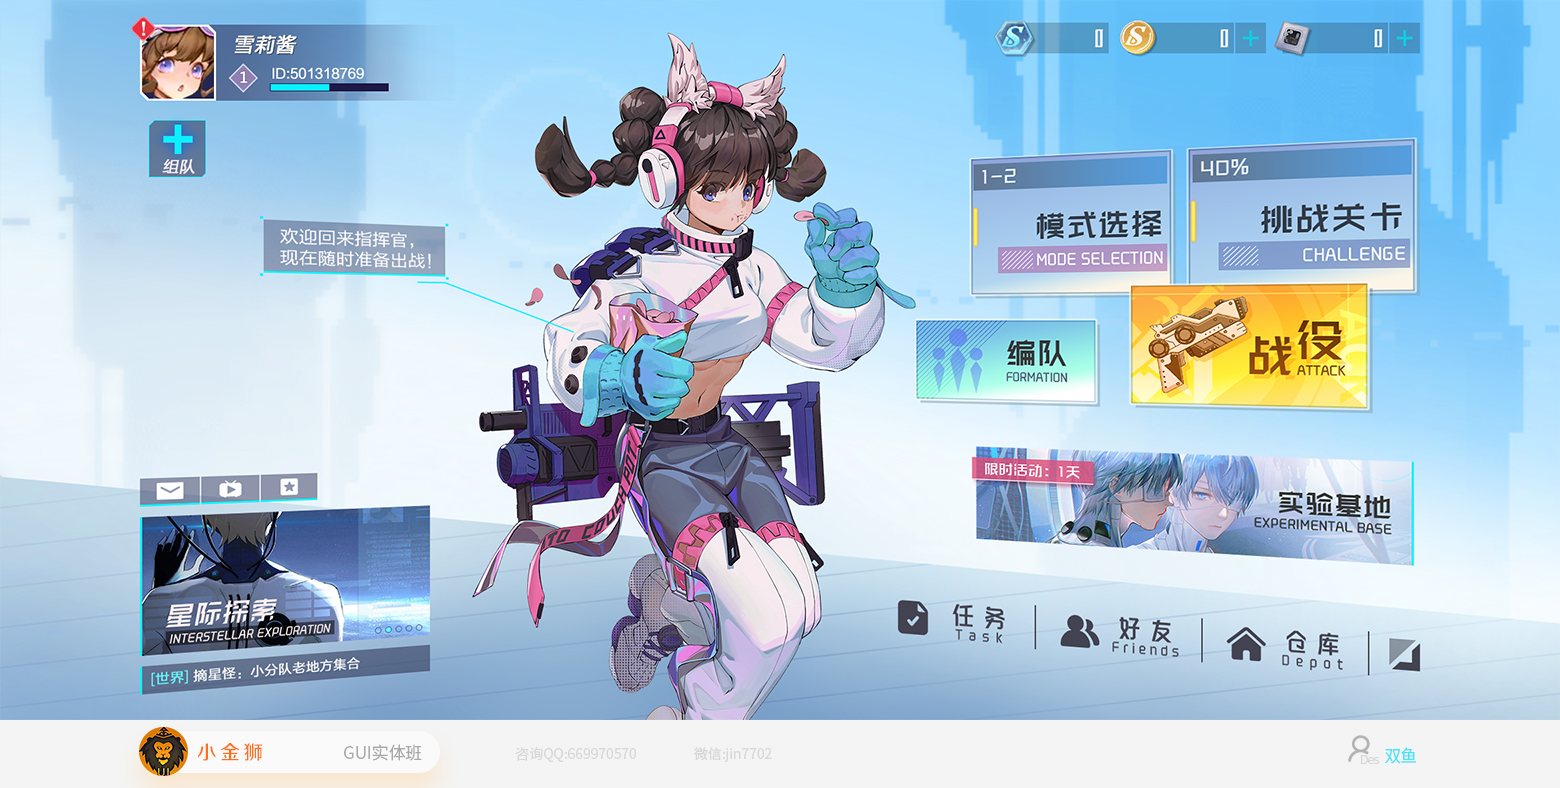 雪莉酱
1
ID:501318769
0
0
0
组队
欢迎回来指挥官，
现在随时准备出战！
1-2
模式选择
MODE SELECTION
40%
挑战关卡
CHALLENGE
编队
FORMATION
战役
ATTACK
限时活动：1天
实验基地
EXPERIMENTAL BASE
星际探索
INTERSTELLAR EXPLORATION
[世界] 摘星怪：小分队老地方集合
任务
Task
好友
Friends
仓库
Depot
小金狮
GUI实体班
咨询QQ:669970570
微信:jin7702
Des 双鱼